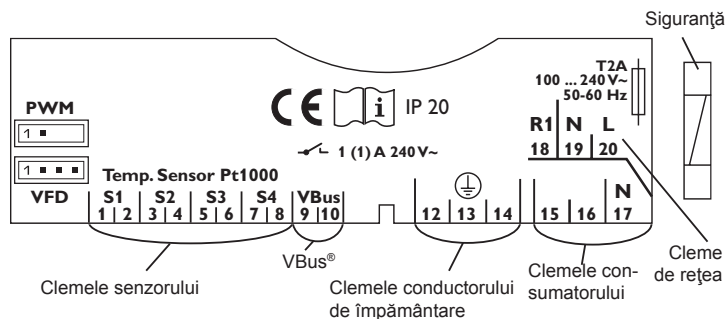 Siguranţă
T2A
100 ... 240 V~
50-60 Hz
PWM
1
IP 20
i
R1 N L
18 19 20
1 (1) A 240 V~
1
Temp. Sensor Pt1000
VFD
S1 S2 S3 S4 VBus
1 2 3 4 5 6 7 8 9 10
12 13 14
N
15 16 17
Clemele senzorului
VBus®
Clemele conductorului
de împământare
Clemele con-
sumatorului
Cleme
de reţea